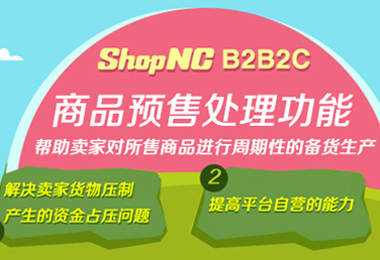 ShopNC B2B2C
商品预售处理功能
帮助卖家对所售商品进行周期性的备货生产
解决卖家货物压制
产生的资金占压问题
2
提高平台自营的能力